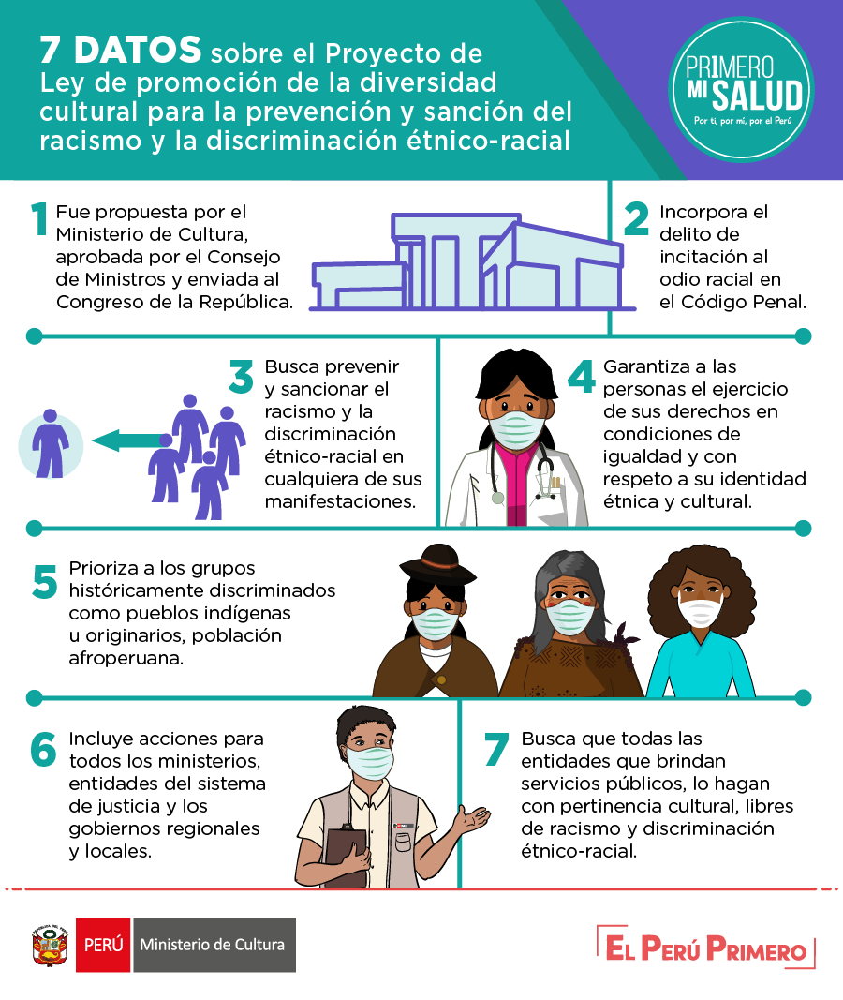 7 DATOS sobre el Proyecto de
Ley de promoción de la diversidad
cultural para la prevención y sanción del
racismo y la discriminación étnico-racial
PR1MERO
MI SALUD
Por ti, por mí, por el Perú
1 Fue propuesta por el
Ministerio de Cultura,
aprobada por el Consejo
de Ministros y enviada al
Congreso de la República.
2 Incorpora el
delito de
incitación al
odio racial en
el Código Penal.
3 Busca prevenir
y sancionar el
racismo y la
discriminación
étnico-racial en
cualquiera de sus
manifestaciones.
4 Garantiza a las
personas el ejercicio
de sus derechos en
condiciones de
igualdad y con
respeto a su identidad
étnica y cultural.
5 Prioriza a los grupos
históricamente discriminados
como pueblos indígenas
u originarios, población
afroperuana.
6 Incluye acciones para
todos los ministerios,
entidades del sistema
de justicia y los
gobiernos regionales
y locales.
7 Busca que todas las
entidades que brindan
servicios públicos, lo hagan
con pertinencia cultural, libres
de racismo y discriminación
étnico-racial.
REPÚBLICA DEL PERÚ
PERÚ Ministerio de Cultura
EL PERÚ PRIMERO